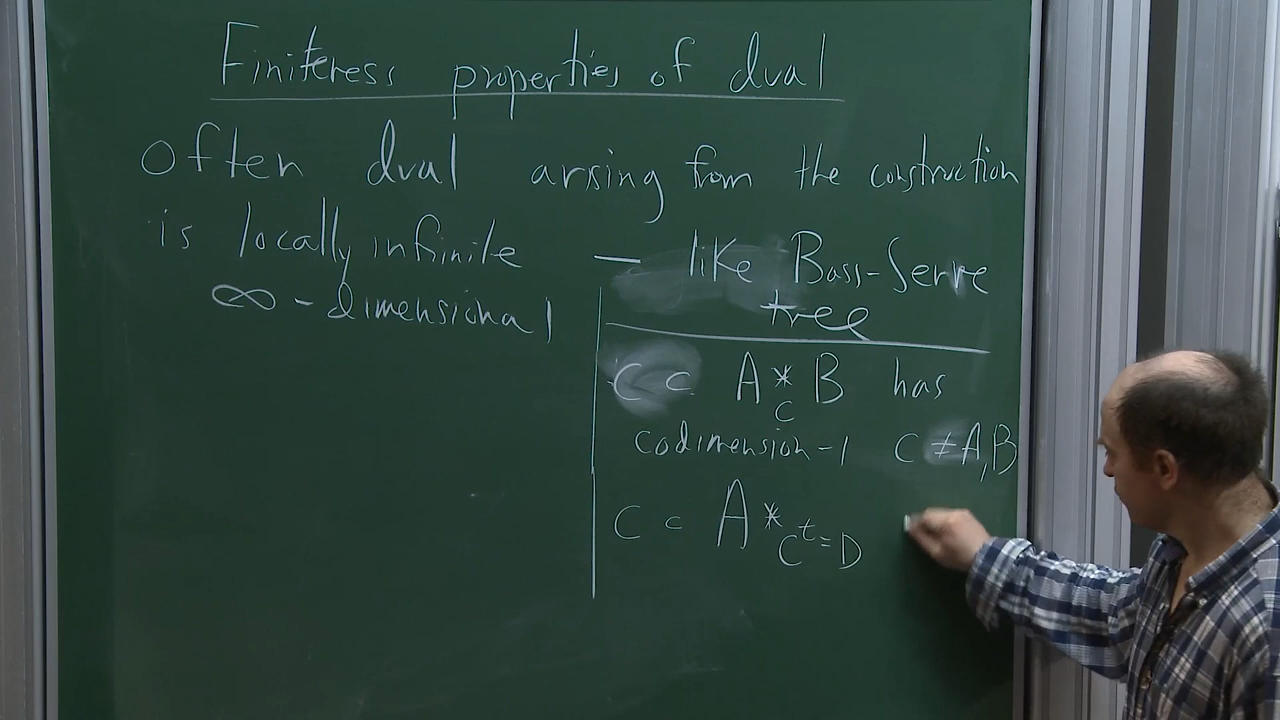 Finiteness properties of dual
often dual arising from the construction
is locally infinite — like Bass-Serre
tree
∞-dimensional
C ⊂ A *_C B has
codimension-1 C ≠ A, B
C ⊂ A *_{C^t = D}